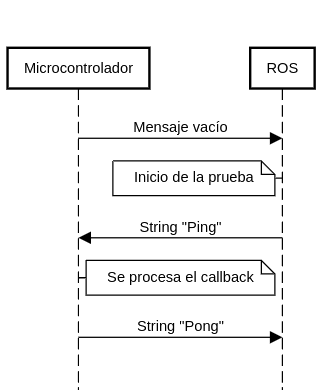 Microcontrolador
ROS
Mensaje vacío
Inicio de la prueba
String "Ping"
Se procesa el callback
String "Pong"